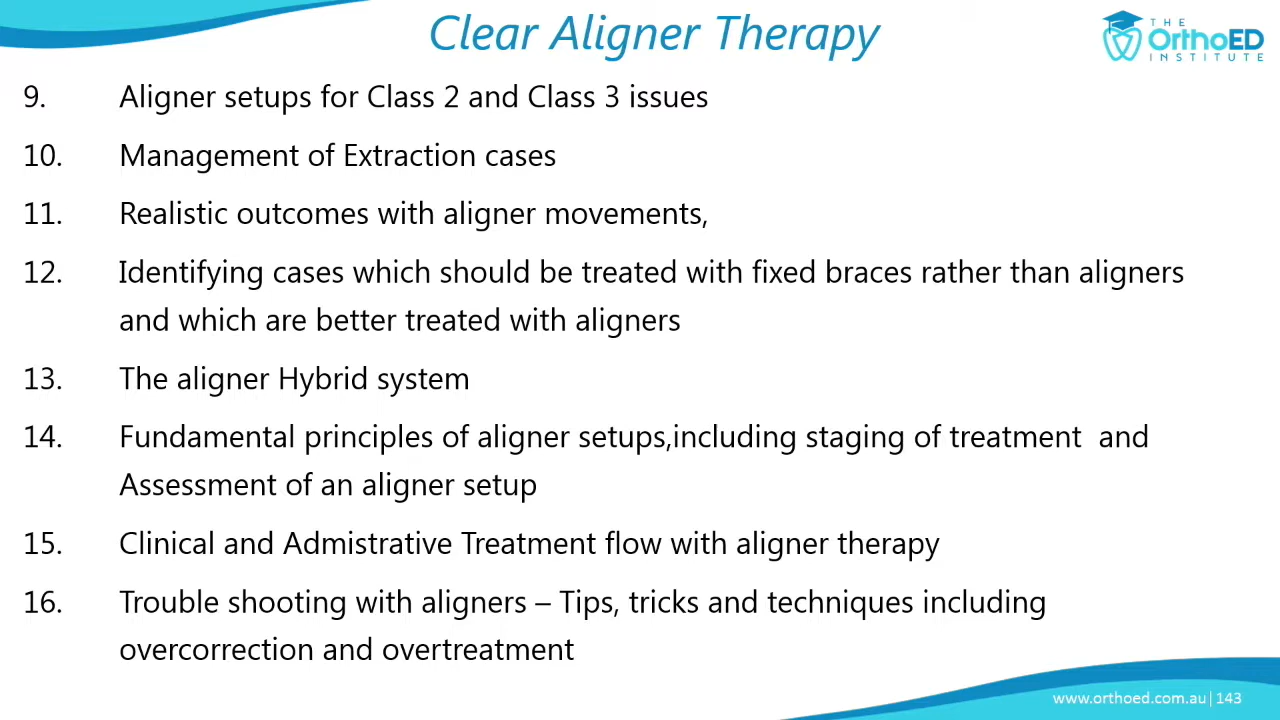 Clear Aligner Therapy
THE
OrthoED
INSTITUTE
9. Aligner setups for Class 2 and Class 3 issues
10. Management of Extraction cases
11. Realistic outcomes with aligner movements,
12. Identifying cases which should be treated with fixed braces rather than aligners
and which are better treated with aligners
13. The aligner Hybrid system
14. Fundamental principles of aligner setups,including staging of treatment and
Assessment of an aligner setup
15. Clinical and Admistrative Treatment flow with aligner therapy
16. Trouble shooting with aligners – Tips, tricks and techniques including
overcorrection and overtreatment
www.orthoed.com.au| 143